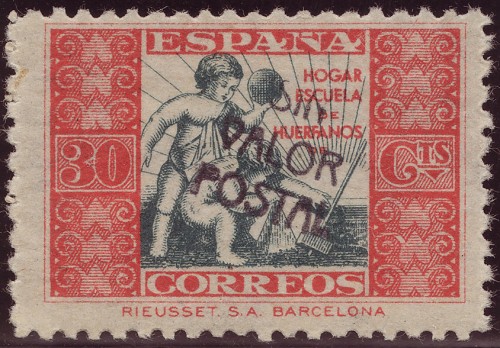 ESPAÑA
HOGAR
ESCUELA
DE
HUERFANOS
SIN
VALOR
POSTAL
30
CTS
CORREOS
RIEUSSET. S.A. BARCELONA